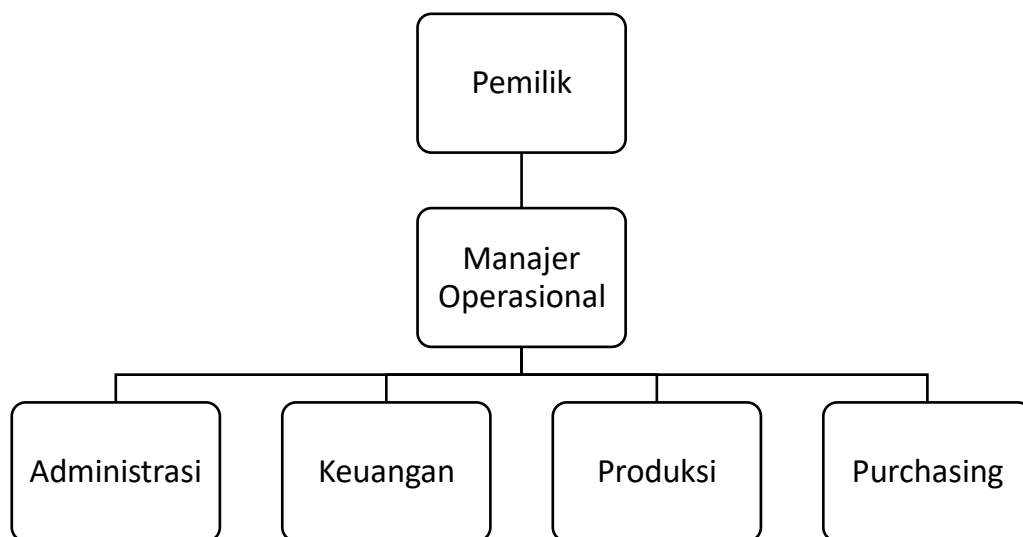 Pemilik
Manajer
Operasional
Administrasi
Keuangan
Produksi
Purchasing